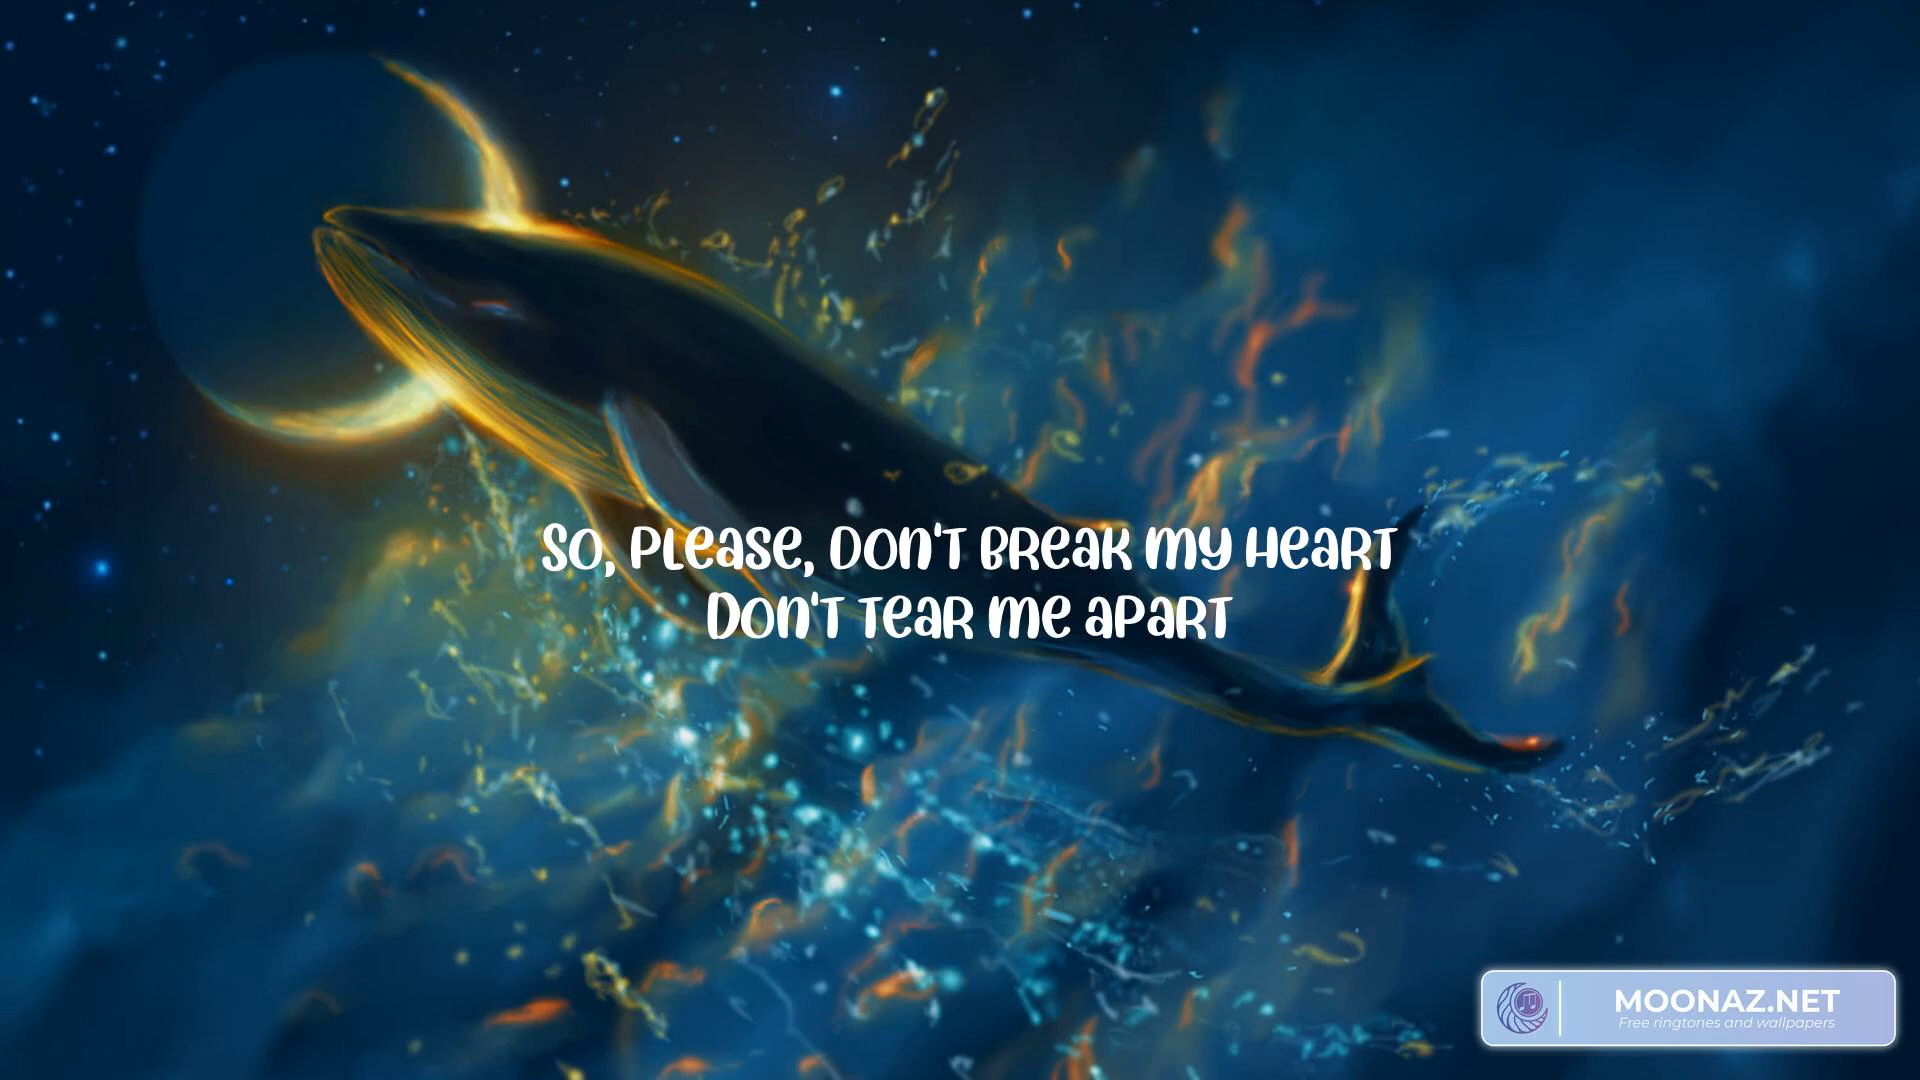 So, please, don't break my heart
Don't tear me apart
MOONAZ.NET
Free ringtones and wallpapers